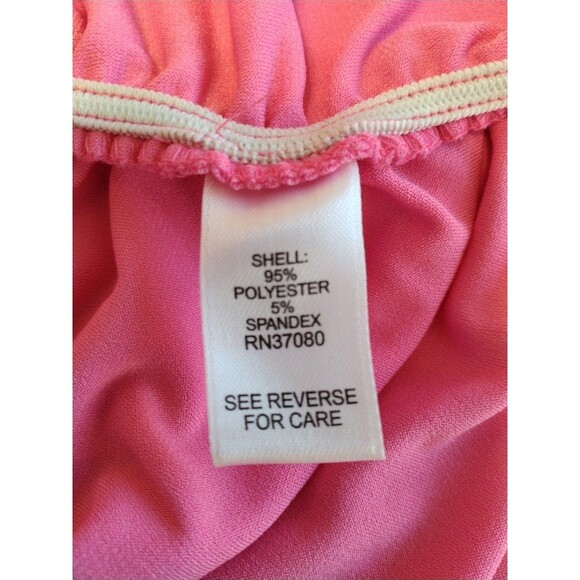 SHELL:
95%
POLYESTER
5%
SPANDEX
RN37080
SEE REVERSE
FOR CARE